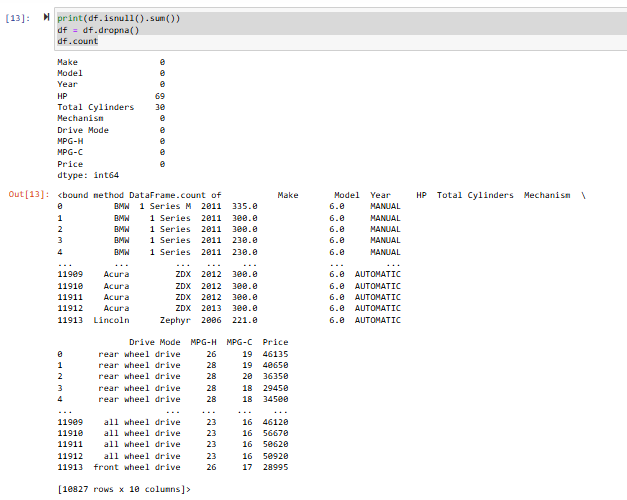 [13]: print(df.isnull().sum())
df = df.dropna()
df.count
Make 0
Model 0
Year 0
HP 69
Total Cylinders 30
Mechanism 0
Drive Mode 0
MPG-H 0
MPG-C 0
Price 0
dtype: int64
Out[13]: <bound method DataFrame.count of Make Model Year HP Total Cylinders Mechanism \
0 BMW 1 Series M 2011 335.0 6.0 MANUAL
1 BMW 1 Series 2011 300.0 6.0 MANUAL
2 BMW 1 Series 2011 300.0 6.0 MANUAL
3 BMW 1 Series 2011 230.0 6.0 MANUAL
4 BMW 1 Series 2011 230.0 6.0 MANUAL
... ... ... ... ... ... ...
11909 Acura ZDX 2012 300.0 6.0 AUTOMATIC
11910 Acura ZDX 2012 300.0 6.0 AUTOMATIC
11911 Acura ZDX 2012 300.0 6.0 AUTOMATIC
11912 Acura ZDX 2013 300.0 6.0 AUTOMATIC
11913 Lincoln Zephyr 2006 221.0 6.0 AUTOMATIC
Drive Mode MPG-H MPG-C Price
0 rear wheel drive 26 19 46135
1 rear wheel drive 28 19 40650
2 rear wheel drive 28 20 36350
3 rear wheel drive 28 18 29450
4 rear wheel drive 28 18 34500
... ... ... ... ...
11909 all wheel drive 23 16 46120
11910 all wheel drive 23 16 56670
11911 all wheel drive 23 16 50620
11912 all wheel drive 23 16 50920
11913 front wheel drive 26 17 28995
[10827 rows x 10 columns]>